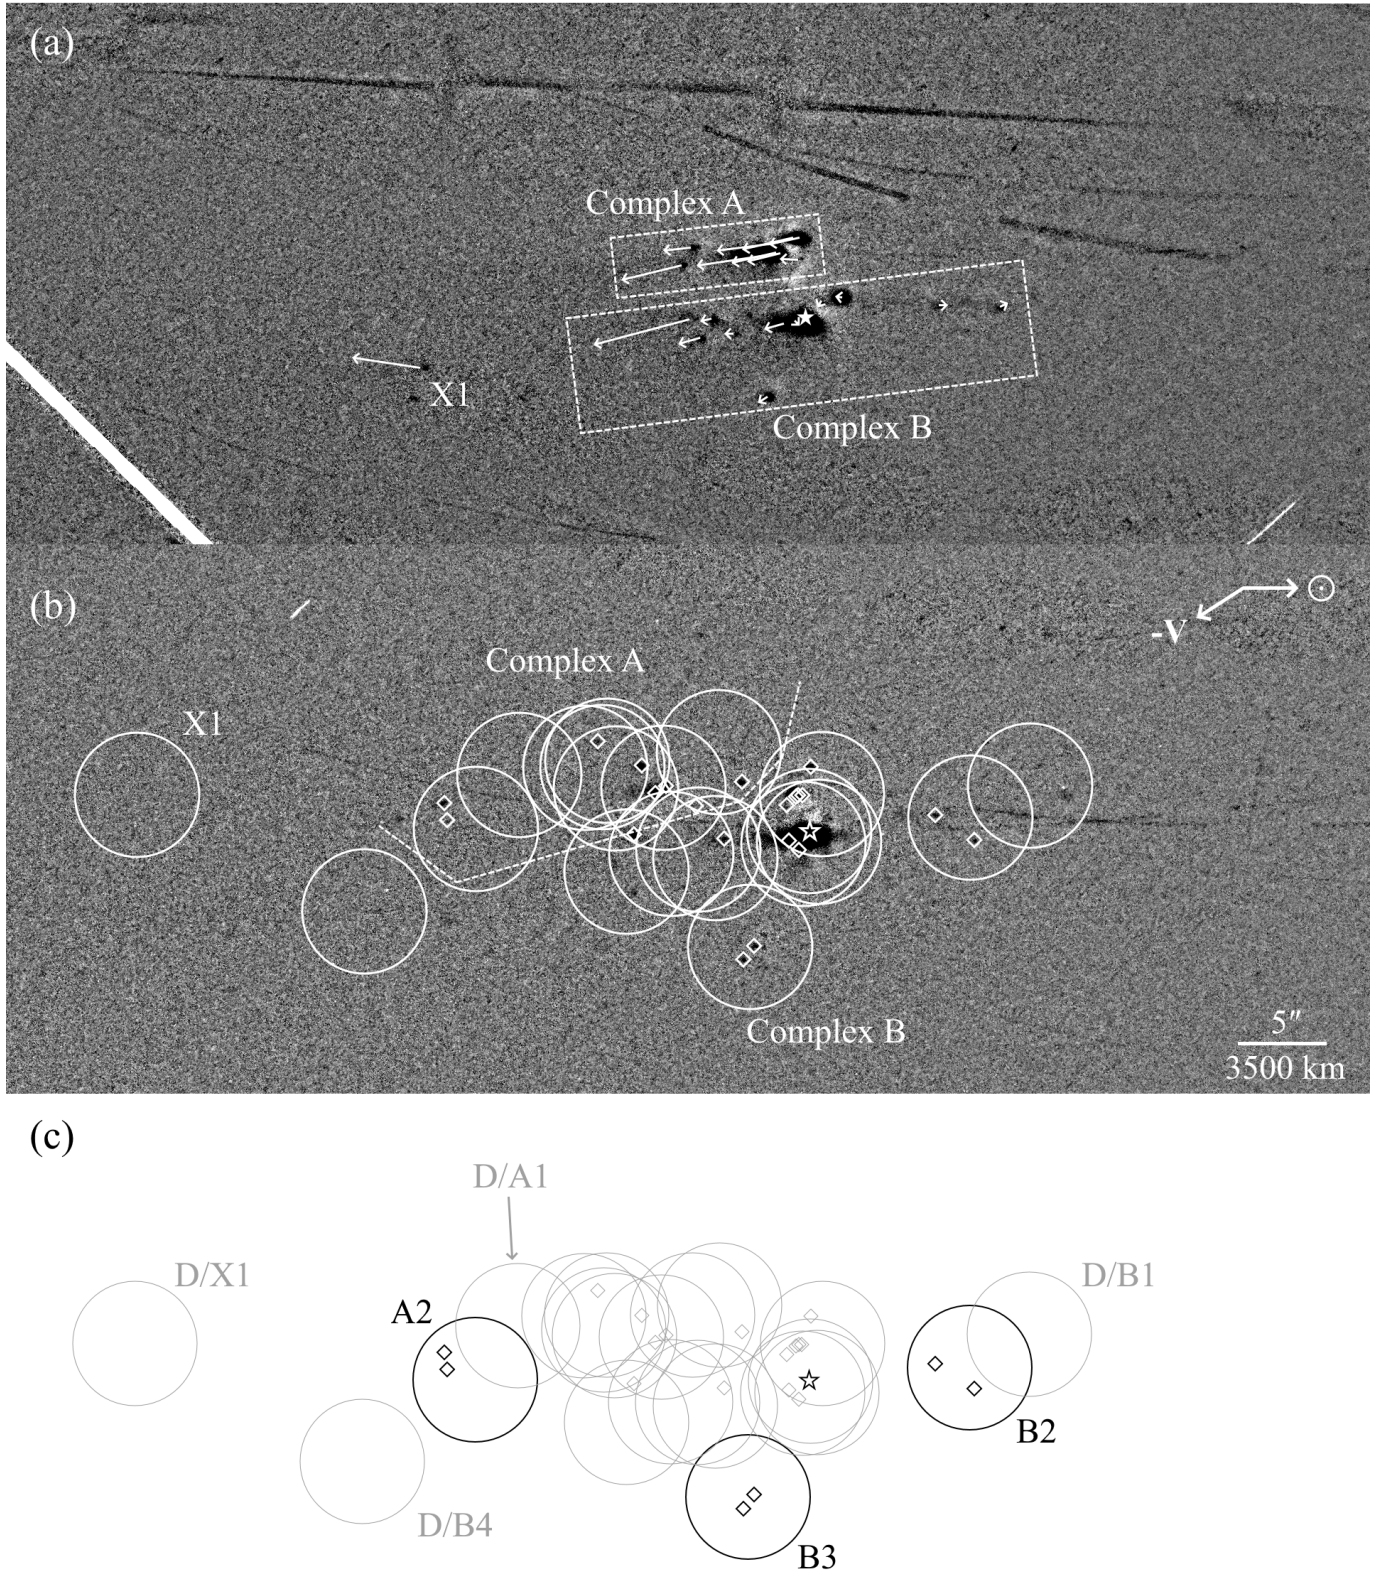 (a)
Complex A
X1
Complex B
(b)
-V
Complex A
X1
Complex B
5″
3500 km
(c)
D/A1
D/X1
D/B1
A2
B2
D/B4
B3